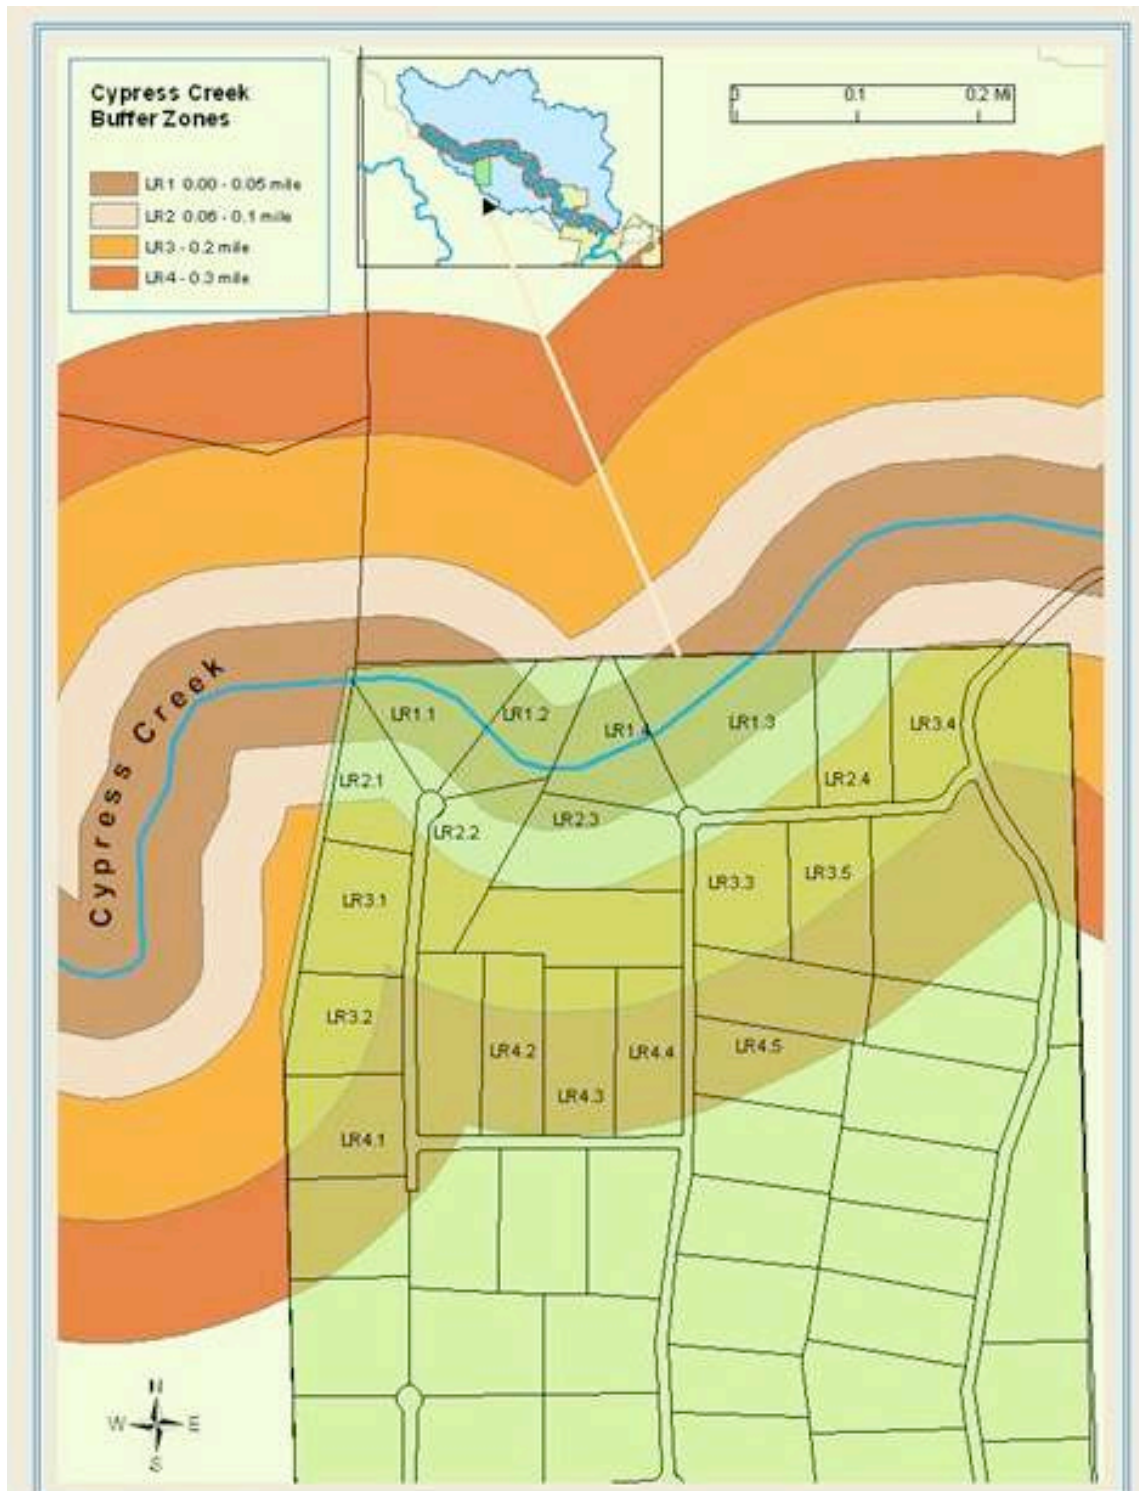 Cypress Creek
Buffer Zones
LR1 0.00 - 0.05 mile
LR2 0.06 - 0.1 mile
LR3 - 0.2 mile
LR4 - 0.3 mile
0 0.1 0.2 Mi
Cypress Creek
LR1.1
LR1.2
LR1.4
LR1.3
LR3.4
LR2.1
LR2.4
LR2.2
LR2.3
LR3.1
LR3.3
LR3.5
LR3.2
LR4.2
LR4.4
LR4.5
LR4.3
LR4.1
N
W E
S